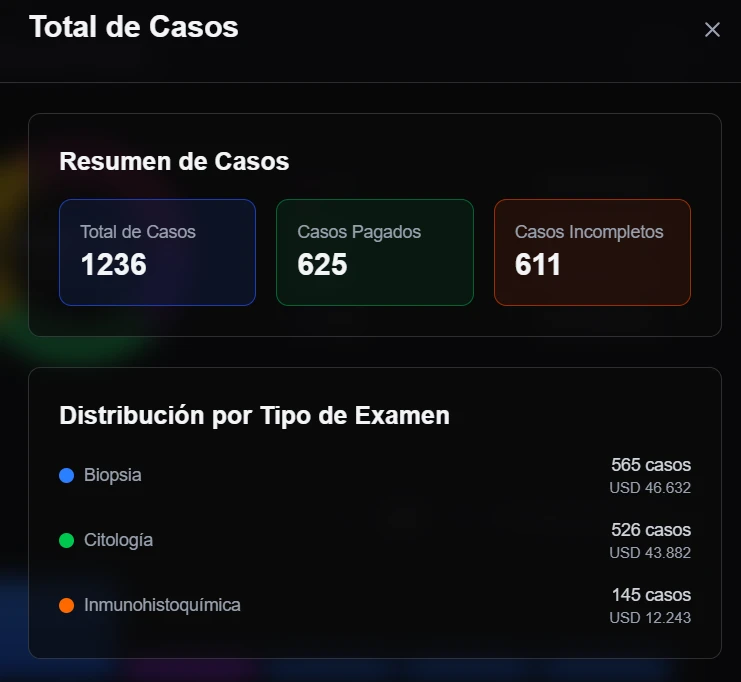 Total de Casos
Resumen de Casos
Total de Casos
1236
Casos Pagados
625
Casos Incompletos
611
Distribución por Tipo de Examen
Biopsia
565 casos
USD 46.632
Citología
526 casos
USD 43.882
Inmunohistoquímica
145 casos
USD 12.243